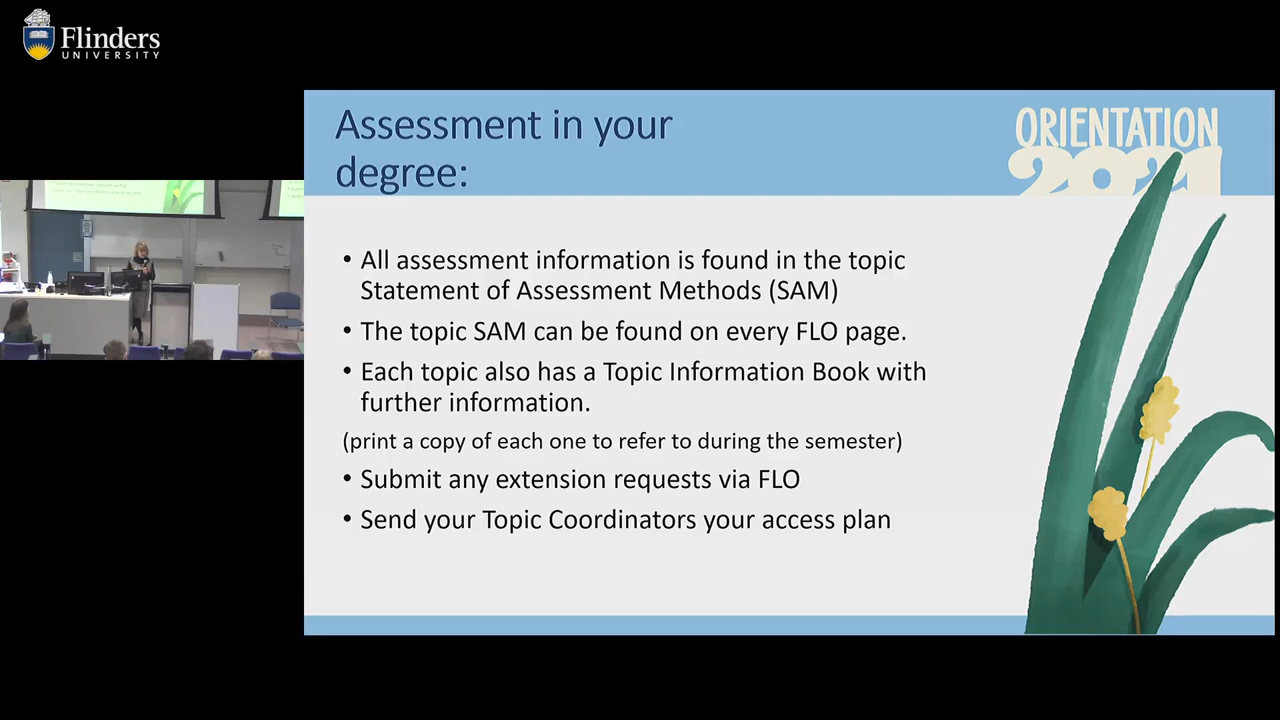 Flinders
UNIVERSITY
Assessment in your
degree:
ORIENTATION
2021
• All assessment information is found in the topic
Statement of Assessment Methods (SAM)
• The topic SAM can be found on every FLO page.
• Each topic also has a Topic Information Book with
further information.
(print a copy of each one to refer to during the semester)
• Submit any extension requests via FLO
• Send your Topic Coordinators your access plan